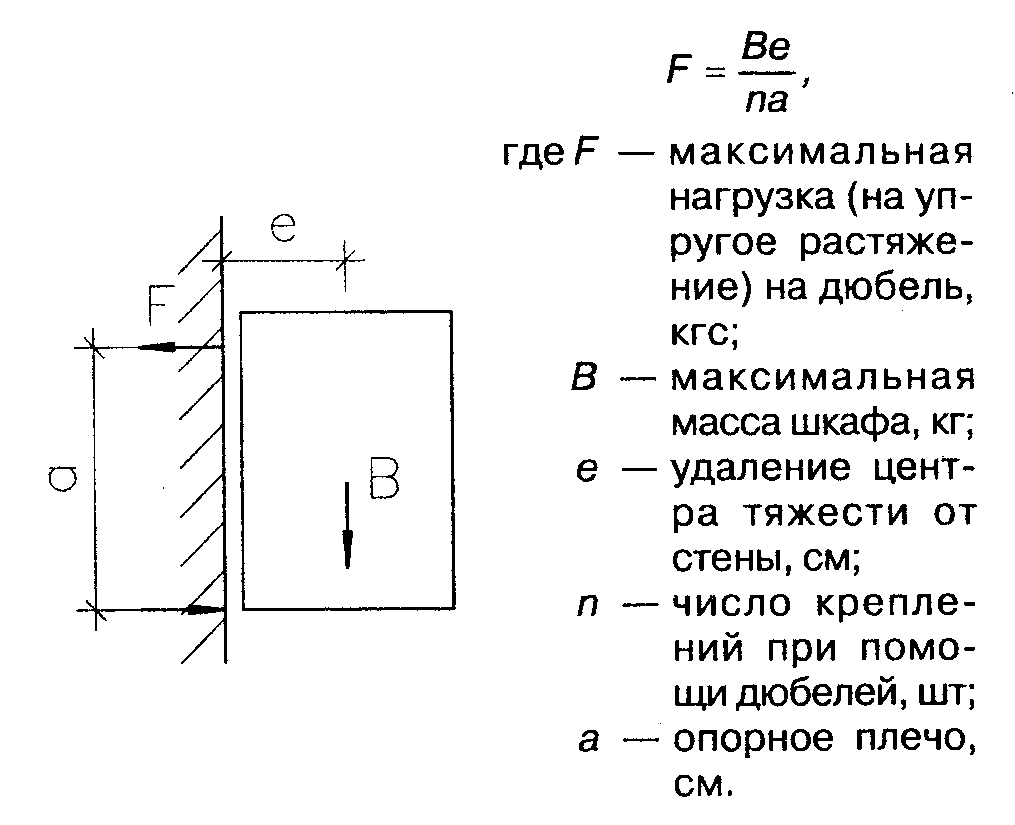 F = Be/na,
где F — максимальная
нагрузка (на уп-
ругое растяже-
ние) на дюбель,
кгс;
B — максимальная
масса шкафа, кг;
e — удаление цент-
ра тяжести от
стены, см;
n — число крепле-
ний при помо-
щи дюбелей, шт;
a — опорное плечо,
см.
e
F
a
B